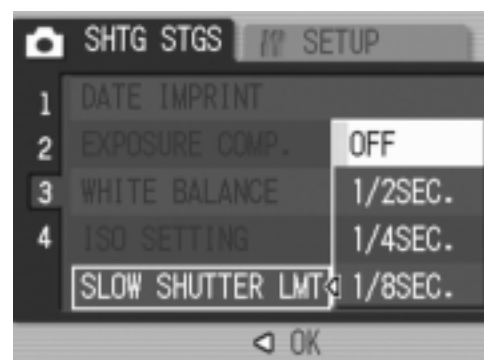 SHTG STGS SETUP
1 DATE IMPRINT
2 EXPOSURE COMP. OFF
3 WHITE BALANCE 1/2SEC.
4 ISO SETTING 1/4SEC.
SLOW SHUTTER LMT 1/8SEC.
OK